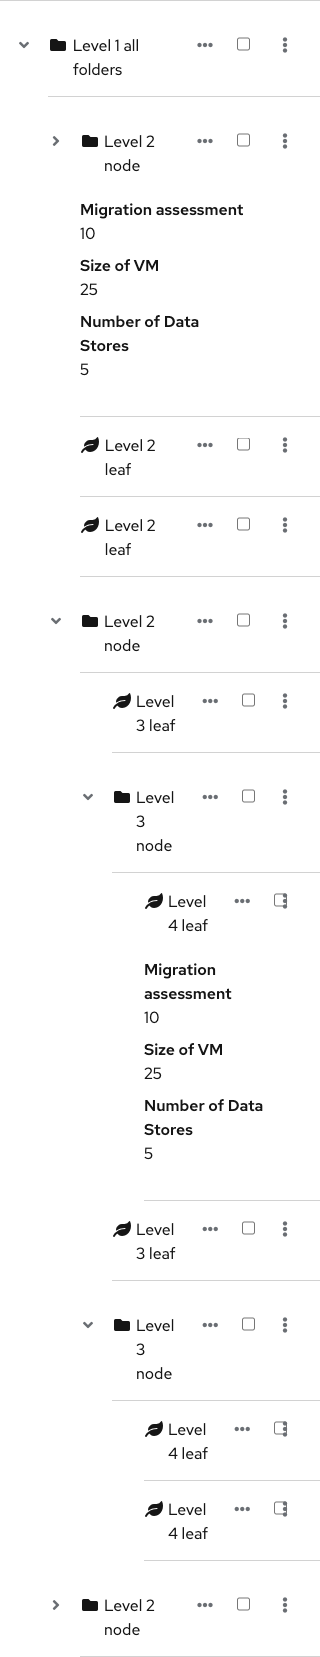 Level 1 all
folders
Level 2
node
Migration assessment
10
Size of VM
25
Number of Data
Stores
5
Level 2
leaf
Level 2
leaf
Level 2
node
Level
3 leaf
Level
3
node
Level
4 leaf
Migration
assessment
10
Size of VM
25
Number of Data
Stores
5
Level
3 leaf
Level
3
node
Level
4 leaf
Level
4 leaf
Level 2
node